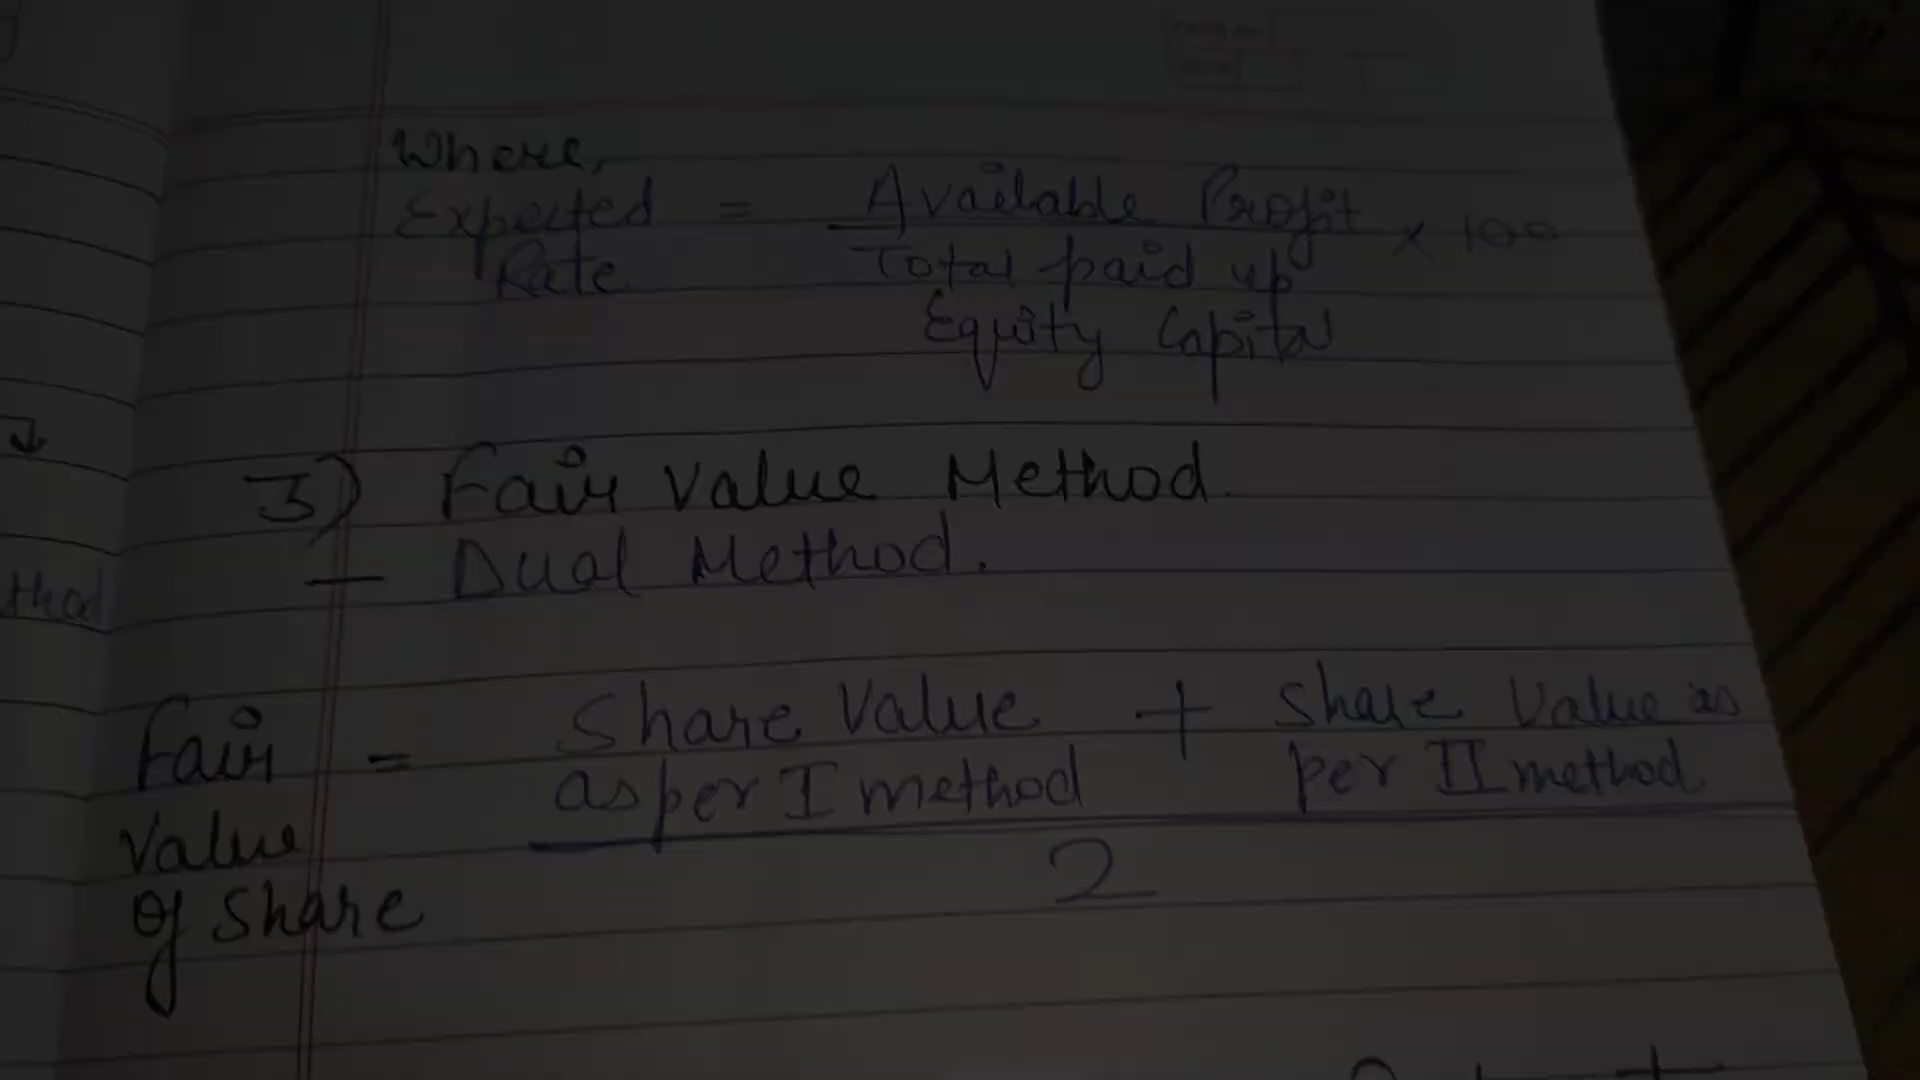 Where,
Expected = Available Profit × 100
Rate Total paid up
Equity Capital
3) Fair Value Method.
— Dual Method.
thod
Fair = Share Value + Share Value as
as per I method per II method
Value 2
of Share